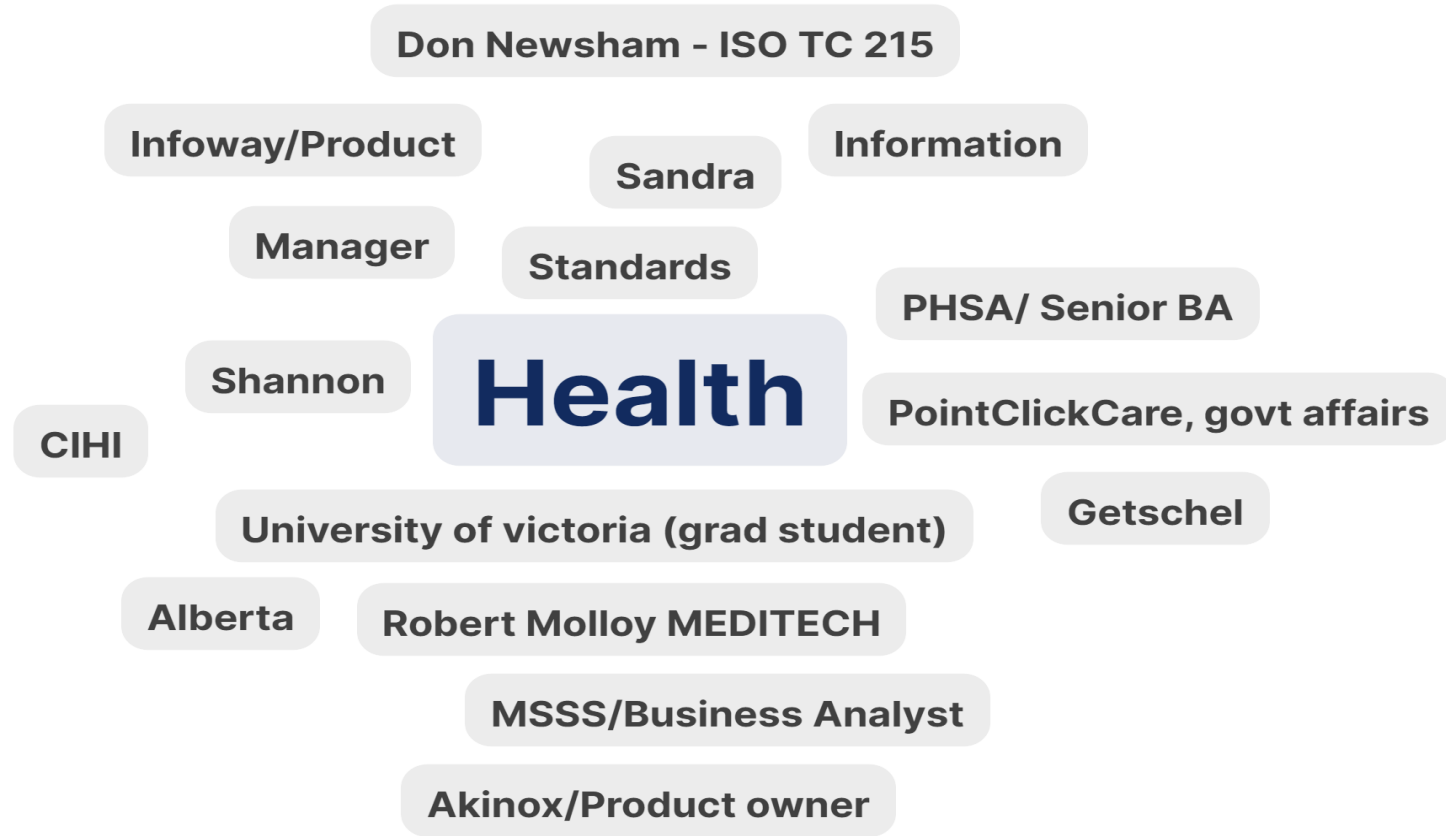 Don Newsham - ISO TC 215
Infoway/Product
Information
Sandra
Manager
Standards
PHSA/ Senior BA
Shannon
Health
PointClickCare, govt affairs
CIHI
Getschel
University of victoria (grad student)
Alberta
Robert Molloy MEDITECH
MSSS/Business Analyst
Akinox/Product owner